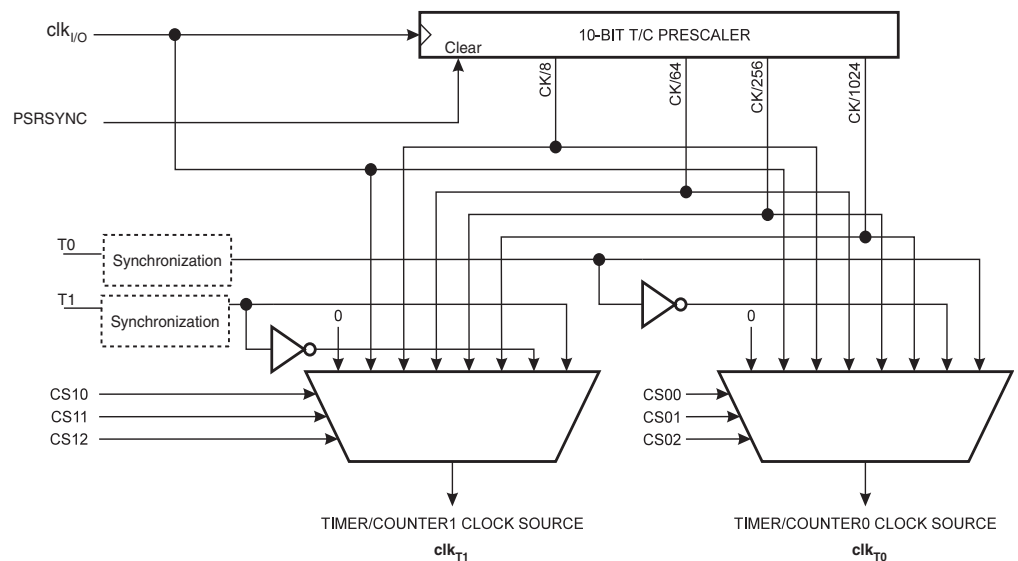 clkI/O
10-BIT T/C PRESCALER
Clear
CK/8
CK/64
CK/256
CK/1024
PSRSYNC
T0
Synchronization
T1
Synchronization
0
0
CS10
CS11
CS12
CS00
CS01
CS02
TIMER/COUNTER1 CLOCK SOURCE
clkT1
TIMER/COUNTER0 CLOCK SOURCE
clkT0